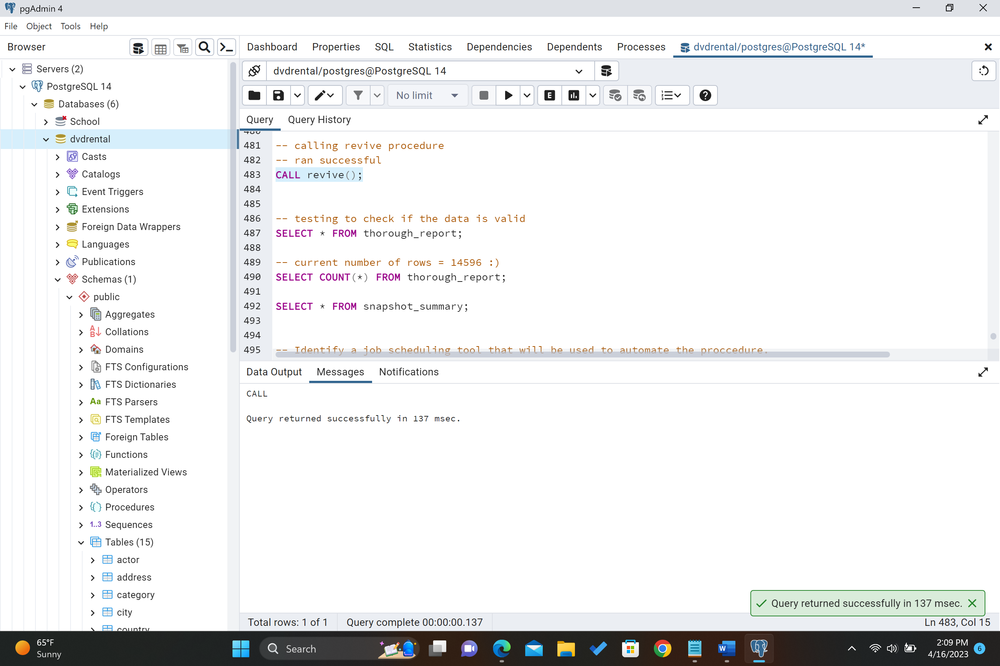 pgAdmin 4
File Object Tools Help
Browser
Dashboard Properties SQL Statistics Dependencies Dependents Processes dvdrental/postgres@PostgreSQL 14*
Servers (2)
PostgreSQL 14
Databases (6)
School
dvdrental
Casts
Catalogs
Event Triggers
Extensions
Foreign Data Wrappers
Languages
Publications
Schemas (1)
public
Aggregates
Collations
Domains
FTS Configurations
FTS Dictionaries
Aa FTS Parsers
FTS Templates
Foreign Tables
Functions
Materialized Views
Operators
Procedures
1..3 Sequences
Tables (15)
actor
address
category
city
country
dvdrental/postgres@PostgreSQL 14
No limit
E
Query Query History
480
481 -- calling revive procedure
482 -- ran successful
483 CALL revive();
484
485
486 -- testing to check if the data is valid
487 SELECT * FROM thorough_report;
488
489 -- current number of rows = 14596 :)
490 SELECT COUNT(*) FROM thorough_report;
491
492 SELECT * FROM snapshot_summary;
493
494
495 -- Identify a job scheduling tool that will be used to automate the proccedure.
Data Output Messages Notifications
CALL
Query returned successfully in 137 msec.
Query returned successfully in 137 msec.
Total rows: 1 of 1 Query complete 00:00:00.137 Ln 483, Col 15
65°F
Sunny
Search
2:09 PM
4/16/2023
6